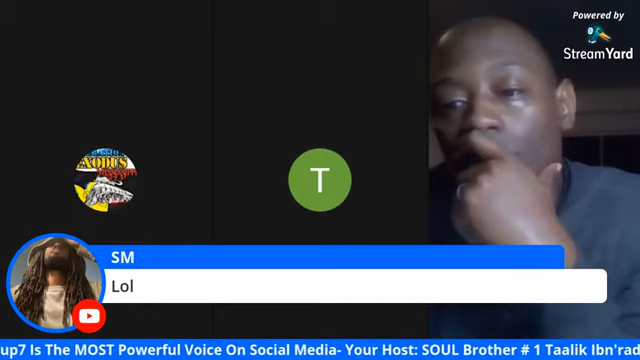 Powered by
StreamYard
EXODUS
T
SM
Lol
up7 Is The MOST Powerful Voice On Social Media- Your Host: SOUL Brother # 1 Taalik Ibn'rad